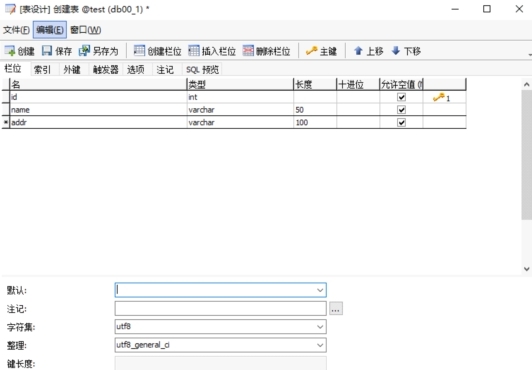 [表设计] 创建表 @test (db00_1) *
文件(F) 编辑(E) 窗口(W)
创建 保存 另存为 创建栏位 插入栏位 删除栏位 主键 上移 下移
栏位 索引 外键 触发器 选项 注记 SQL 预览
名 类型 长度 十进位 允许空值 (
id int 1
name varchar 50
* addr varchar 100
默认:
注记: ...
字符集: utf8
整理: utf8_general_ci
键长度: